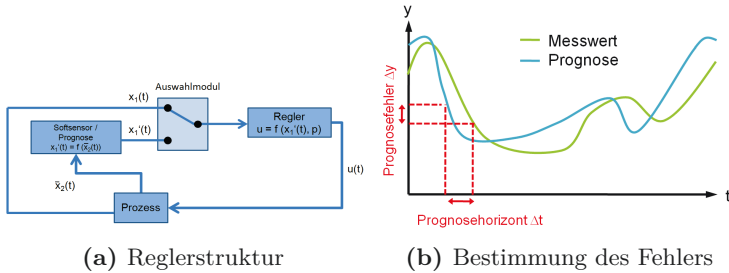 Auswahlmodul
x₁(t)
Softsensor /
Prognose
x₁'(t) = f (x̃₂(t))
x₁'(t)
Regler
u = f (x₁'(t), p)
x̃₂(t)
u(t)
Prozess
(a) Reglerstruktur
y
Messwert
Prognose
Prognosefehler Δy
t
Prognosehorizont Δt
(b) Bestimmung des Fehlers